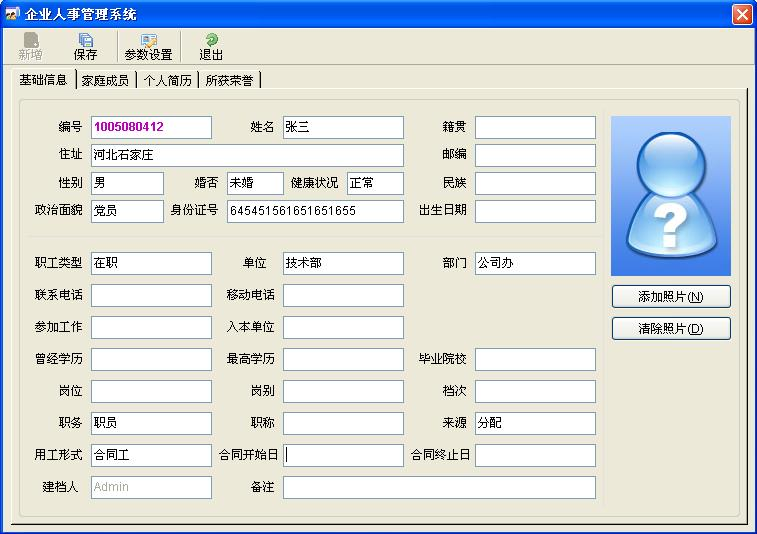 企业人事管理系统
新增 保存 参数设置 退出
基础信息 家庭成员 个人简历 所获荣誉
编号 1005080412 姓名 张三 籍贯
住址 河北石家庄 邮编
性别 男 婚否 未婚 健康状况 正常 民族
政治面貌 党员 身份证号 645451561651651655 出生日期
职工类型 在职 单位 技术部 部门 公司办
联系电话 移动电话
参加工作 入本单位
曾经学历 最高学历 毕业院校
岗位 岗别 档次
职务 职员 职称 来源 分配
用工形式 合同工 合同开始日 合同终止日
建档人 Admin 备注
添加照片(N)
清除照片(D)